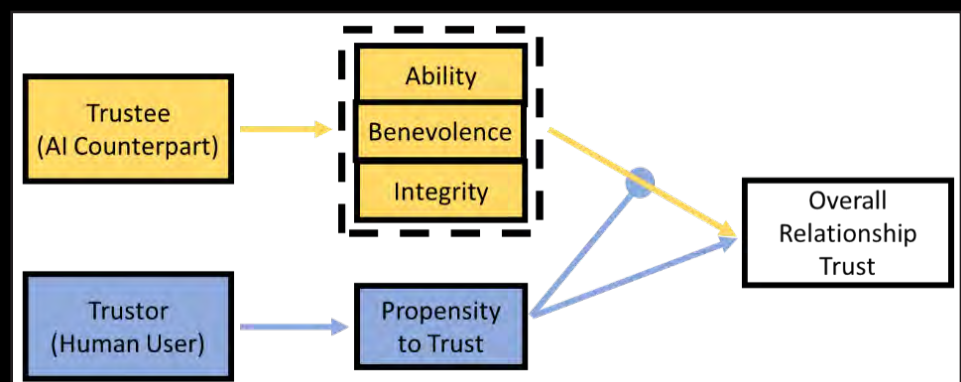 Trustee
(AI Counterpart)
Ability
Benevolence
Integrity
Overall
Relationship
Trust
Trustor
(Human User)
Propensity
to Trust